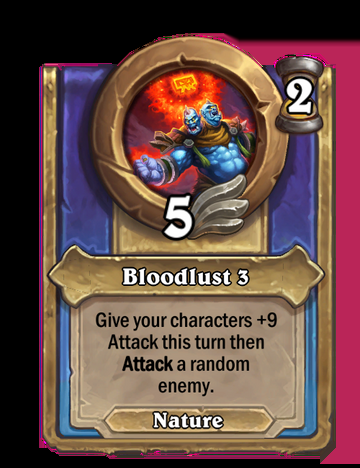 2
5
Bloodlust 3
Give your characters +9
Attack this turn then
Attack a random
enemy.
Nature